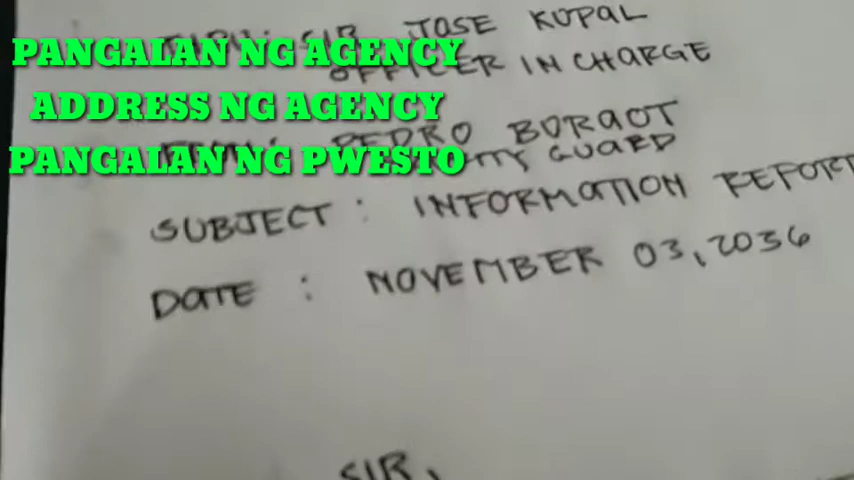 SIR JOSE KUPAL
PANGALAN NG AGENCY
OFFICER IN CHARGE
ADDRESS NG AGENCY
PEDRO BURAOT
PANGALAN NG PWESTO
GUARD
SUBJECT : INFORMATION REPORT
DATE : NOVEMBER 03, 2036
SIR,